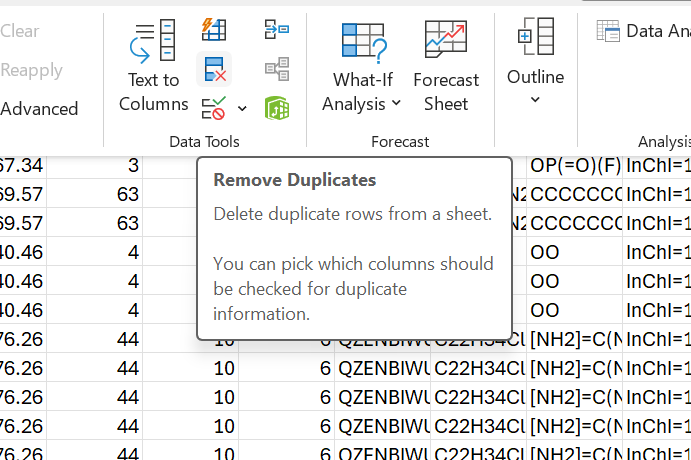 Clear
Reapply
Advanced
Text to
Columns
Data Tools
What-If
Analysis
Forecast
Sheet
Forecast
Outline
Data Ana
Analysis
67.34 3 OP(=O)(F) InChI=1
Remove Duplicates
Delete duplicate rows from a sheet.
You can pick which columns should
be checked for duplicate
information.
69.57 63 N2 CCCCCCC InChI=1
69.57 63 N2 CCCCCCC InChI=1
40.46 4 OO InChI=1
40.46 4 OO InChI=1
40.46 4 OO InChI=1
76.26 44 10 6 QZENBIWU C22H34Cl [NH2]=C(N InChI=1
76.26 44 10 6 QZENBIWU C22H34Cl [NH2]=C(N InChI=1
76.26 44 10 6 QZENBIWU C22H34Cl [NH2]=C(N InChI=1
76.26 44 10 6 QZENBIWU C22H34Cl [NH2]=C(N InChI=1
76.26 44 10 6 QZENBIWU C22H34Cl [NH2]=C(N InChI=1